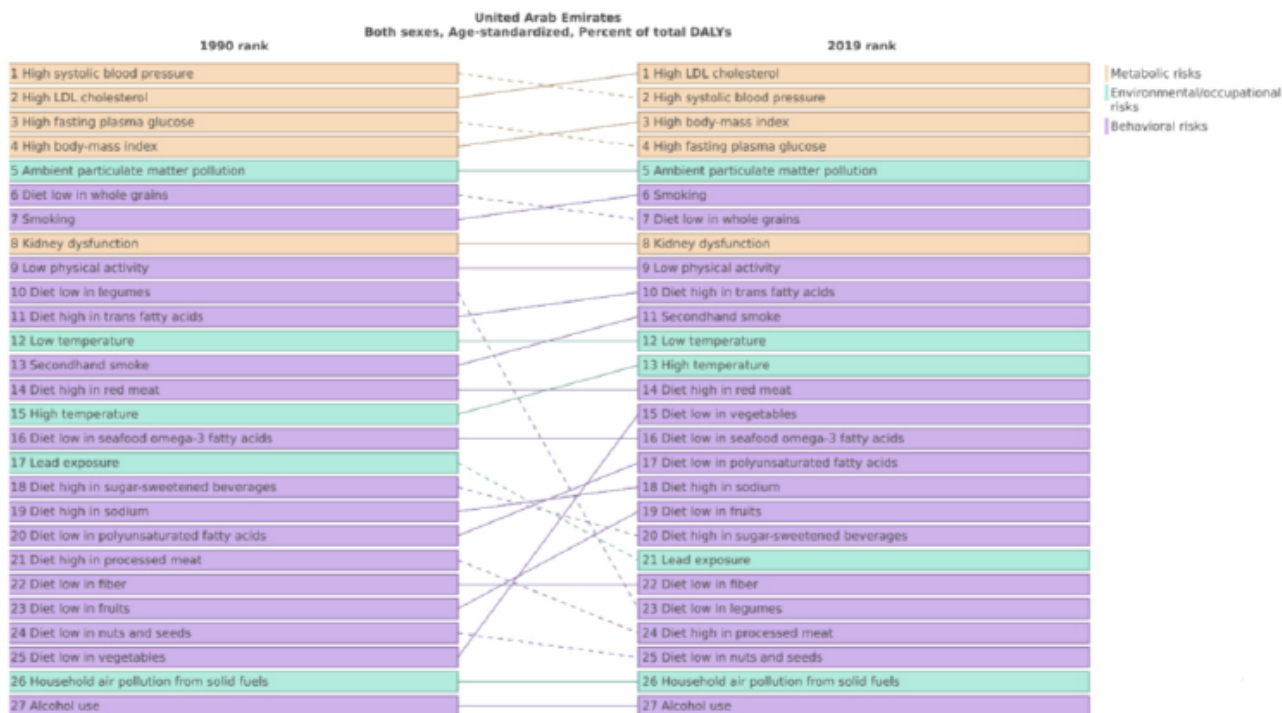 United Arab Emirates
Both sexes, Age-standardized, Percent of total DALYs
1990 rank
2019 rank
1 High systolic blood pressure
2 High LDL cholesterol
3 High fasting plasma glucose
4 High body-mass index
5 Ambient particulate matter pollution
6 Diet low in whole grains
7 Smoking
8 Kidney dysfunction
9 Low physical activity
10 Diet low in legumes
11 Diet high in trans fatty acids
12 Low temperature
13 Secondhand smoke
14 Diet high in red meat
15 High temperature
16 Diet low in seafood omega-3 fatty acids
17 Lead exposure
18 Diet high in sugar-sweetened beverages
19 Diet high in sodium
20 Diet low in polyunsaturated fatty acids
21 Diet high in processed meat
22 Diet low in fiber
23 Diet low in fruits
24 Diet low in nuts and seeds
25 Diet low in vegetables
26 Household air pollution from solid fuels
27 Alcohol use
1 High LDL cholesterol
2 High systolic blood pressure
3 High body-mass index
4 High fasting plasma glucose
5 Ambient particulate matter pollution
6 Smoking
7 Diet low in whole grains
8 Kidney dysfunction
9 Low physical activity
10 Diet high in trans fatty acids
11 Secondhand smoke
12 Low temperature
13 High temperature
14 Diet high in red meat
15 Diet low in vegetables
16 Diet low in seafood omega-3 fatty acids
17 Diet low in polyunsaturated fatty acids
18 Diet high in sodium
19 Diet low in fruits
20 Diet high in sugar-sweetened beverages
21 Lead exposure
22 Diet low in fiber
23 Diet low in legumes
24 Diet high in processed meat
25 Diet low in nuts and seeds
26 Household air pollution from solid fuels
27 Alcohol use
Metabolic risks
Environmental/occupational
risks
Behavioral risks